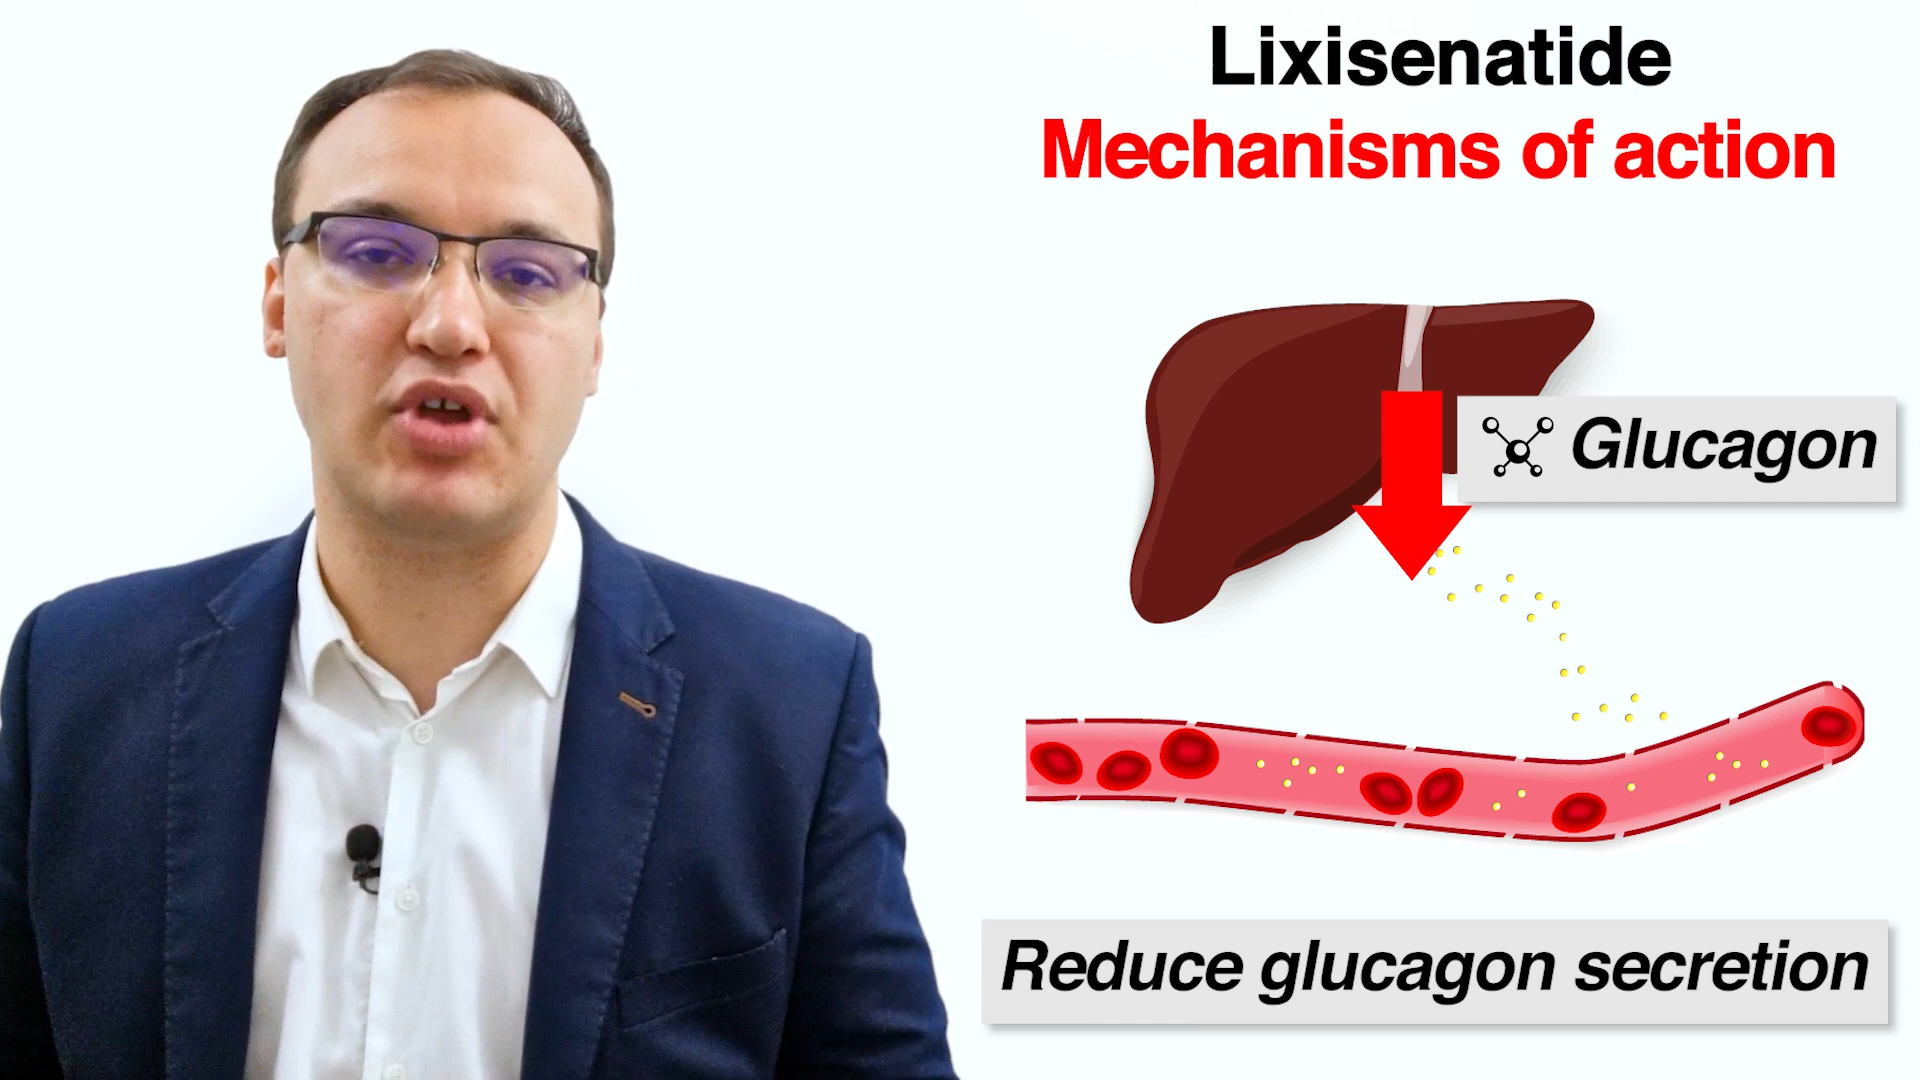 Lixisenatide
Mechanisms of action
Glucagon
Reduce glucagon secretion